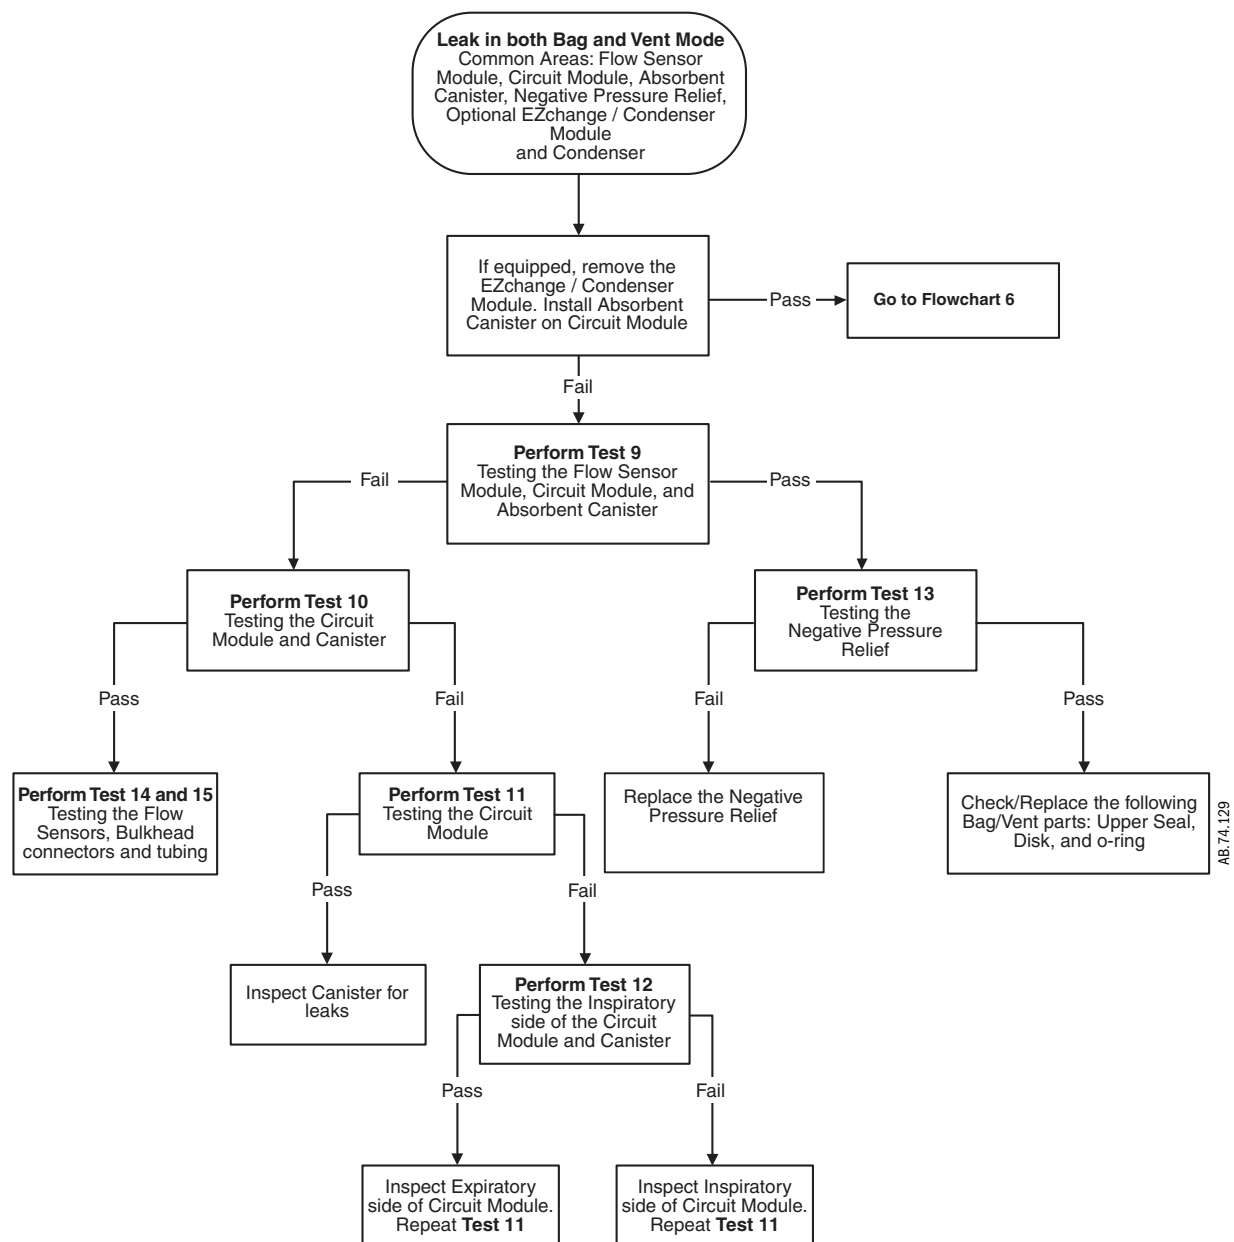 Leak in both Bag and Vent Mode
Common Areas: Flow Sensor
Module, Circuit Module, Absorbent
Canister, Negative Pressure Relief,
Optional EZchange / Condenser
Module
and Condenser
If equipped, remove the
EZchange / Condenser
Module. Install Absorbent
Canister on Circuit Module
Pass
Go to Flowchart 6
Fail
Perform Test 9
Testing the Flow Sensor
Module, Circuit Module, and
Absorbent Canister
Fail
Pass
Perform Test 10
Testing the Circuit
Module and Canister
Perform Test 13
Testing the
Negative Pressure
Relief
Pass
Fail
Fail
Pass
Perform Test 14 and 15
Testing the Flow
Sensors, Bulkhead
connectors and tubing
Perform Test 11
Testing the Circuit
Module
Replace the Negative
Pressure Relief
Check/Replace the following
Bag/Vent parts: Upper Seal,
Disk, and o-ring
AB.74.129
Pass
Fail
Inspect Canister for
leaks
Perform Test 12
Testing the Inspiratory
side of the Circuit
Module and Canister
Pass
Fail
Inspect Expiratory
side of Circuit Module.
Repeat Test 11
Inspect Inspiratory
side of Circuit Module.
Repeat Test 11